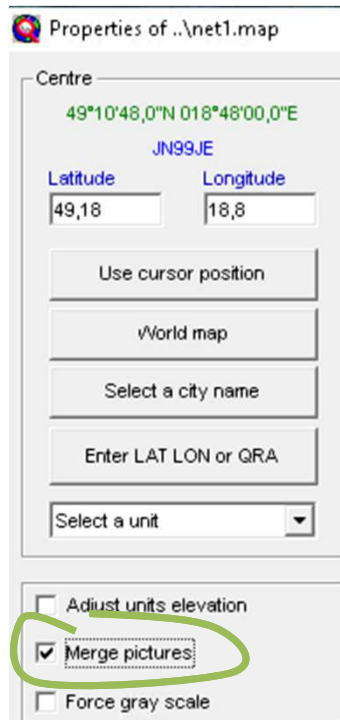 Properties of ..\net1.map
Centre
49°10'48,0"N 018°48'00,0"E
JN99JE
Latitude Longitude
49,18 18,8
Use cursor position
World map
Select a city name
Enter LAT LON or QRA
Select a unit
Adjust units elevation
Merge pictures
Force gray scale